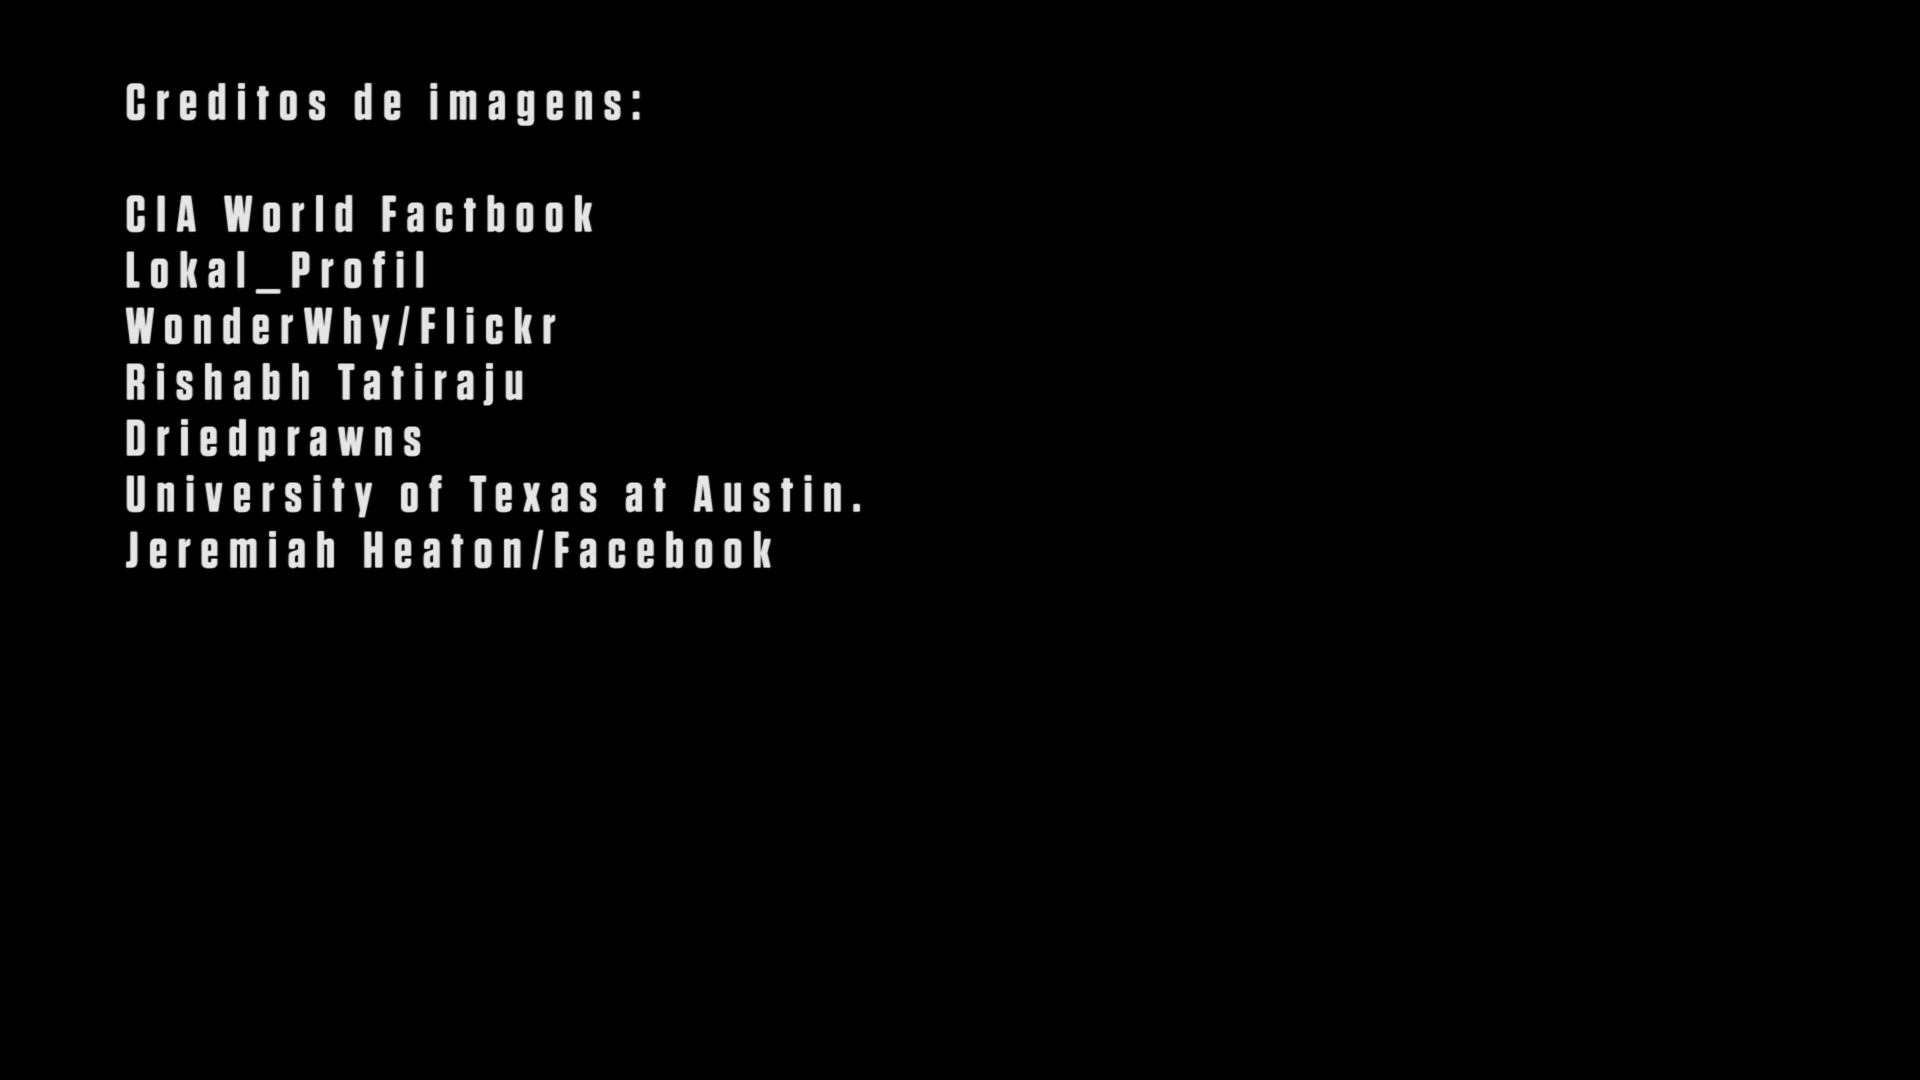 Creditos de imagens:
CIA World Factbook
Lokal_Profil
WonderWhy/Flickr
Rishabh Tatiraju
Driedprawns
University of Texas at Austin.
Jeremiah Heaton/Facebook